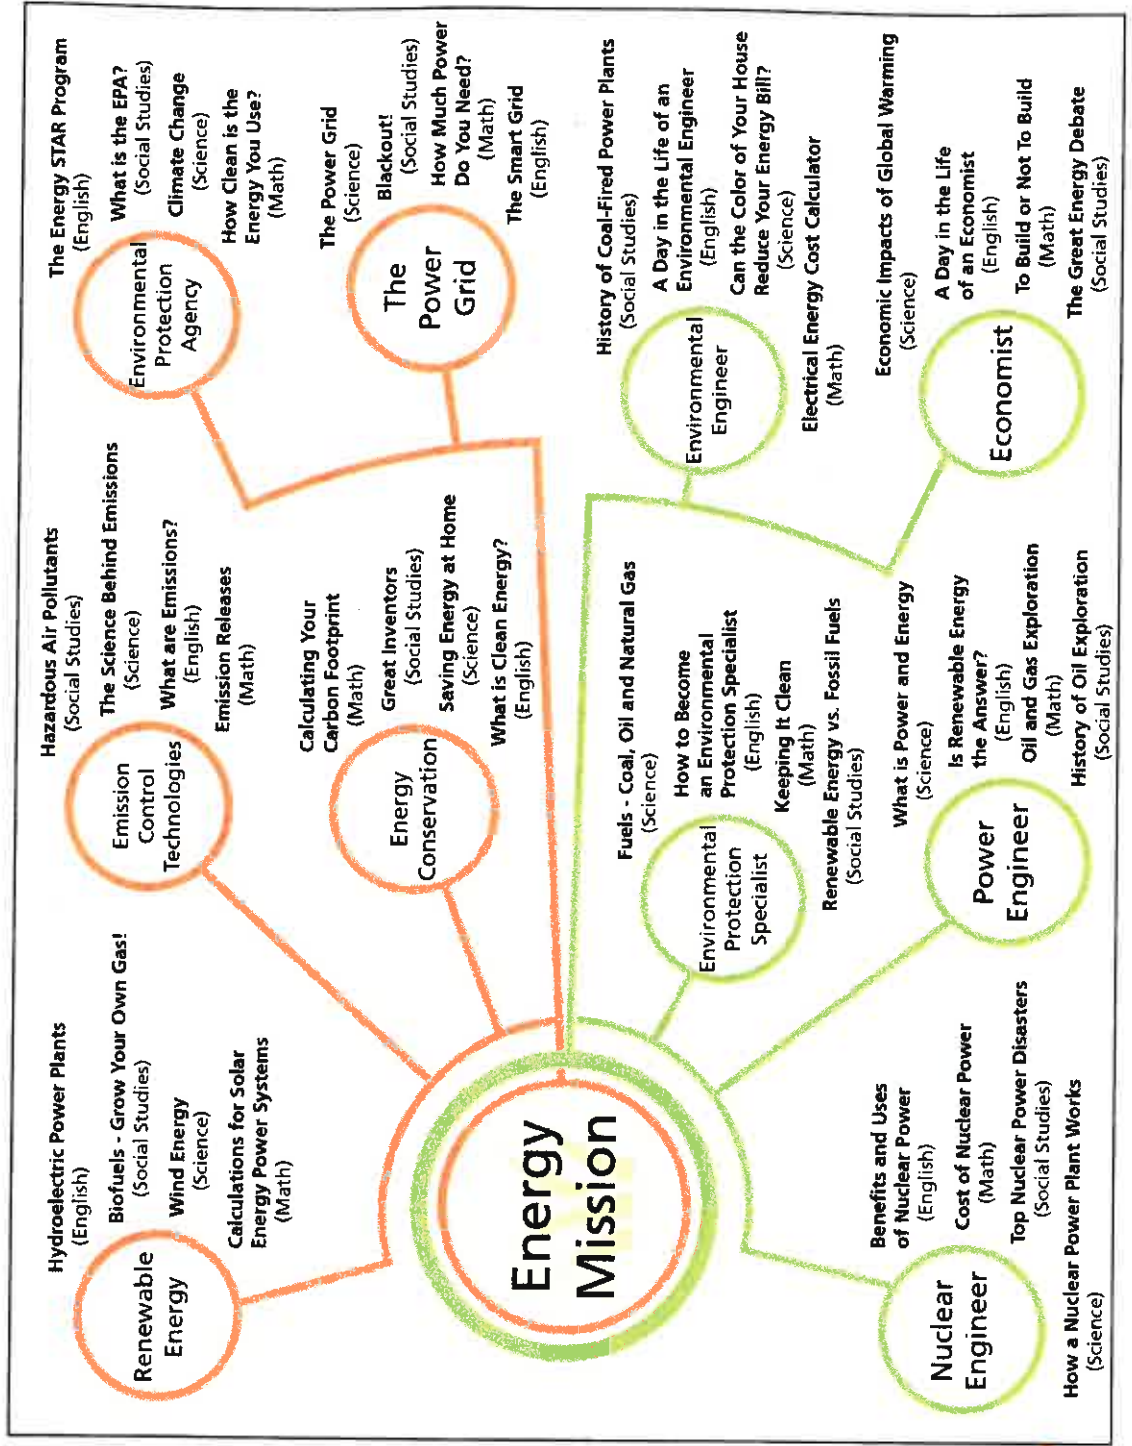 Energy
Mission
Renewable
Energy
Hydroelectric Power Plants
(English)
Biofuels - Grow Your Own Gas!
(Social Studies)
Wind Energy
(Science)
Calculations for Solar
Energy Power Systems
(Math)
Emission
Control
Technologies
Hazardous Air Pollutants
(Social Studies)
The Science Behind Emissions
(Science)
What are Emissions?
(English)
Emission Releases
(Math)
Energy
Conservation
Calculating Your
Carbon Footprint
(Math)
Great Inventors
(Social Studies)
Saving Energy at Home
(Science)
What is Clean Energy?
(English)
Environmental
Protection
Agency
The Energy STAR Program
(English)
What is the EPA?
(Social Studies)
Climate Change
(Science)
How Clean is the
Energy You Use?
(Math)
The
Power
Grid
The Power Grid
(Science)
Blackout!
(Social Studies)
How Much Power
Do You Need?
(Math)
The Smart Grid
(English)
Environmental
Engineer
History of Coal-Fired Power Plants
(Social Studies)
A Day in the Life of an
Environmental Engineer
(English)
Can the Color of Your House
Reduce Your Energy Bill?
(Science)
Electrical Energy Cost Calculator
(Math)
Economist
Economic Impacts of Global Warming
(Science)
A Day in the Life
of an Economist
(English)
To Build or Not To Build
(Math)
The Great Energy Debate
(Social Studies)
Environmental
Protection
Specialist
Fuels - Coal, Oil and Natural Gas
(Science)
How to Become
an Environmental
Protection Specialist
(English)
Keeping It Clean
(Math)
Renewable Energy vs. Fossil Fuels
(Social Studies)
Power
Engineer
What is Power and Energy
(Science)
Is Renewable Energy
the Answer?
(English)
Oil and Gas Exploration
(Math)
History of Oil Exploration
(Social Studies)
Nuclear
Engineer
Benefits and Uses
of Nuclear Power
(English)
Cost of Nuclear Power
(Math)
Top Nuclear Power Disasters
(Social Studies)
How a Nuclear Power Plant Works
(Science)